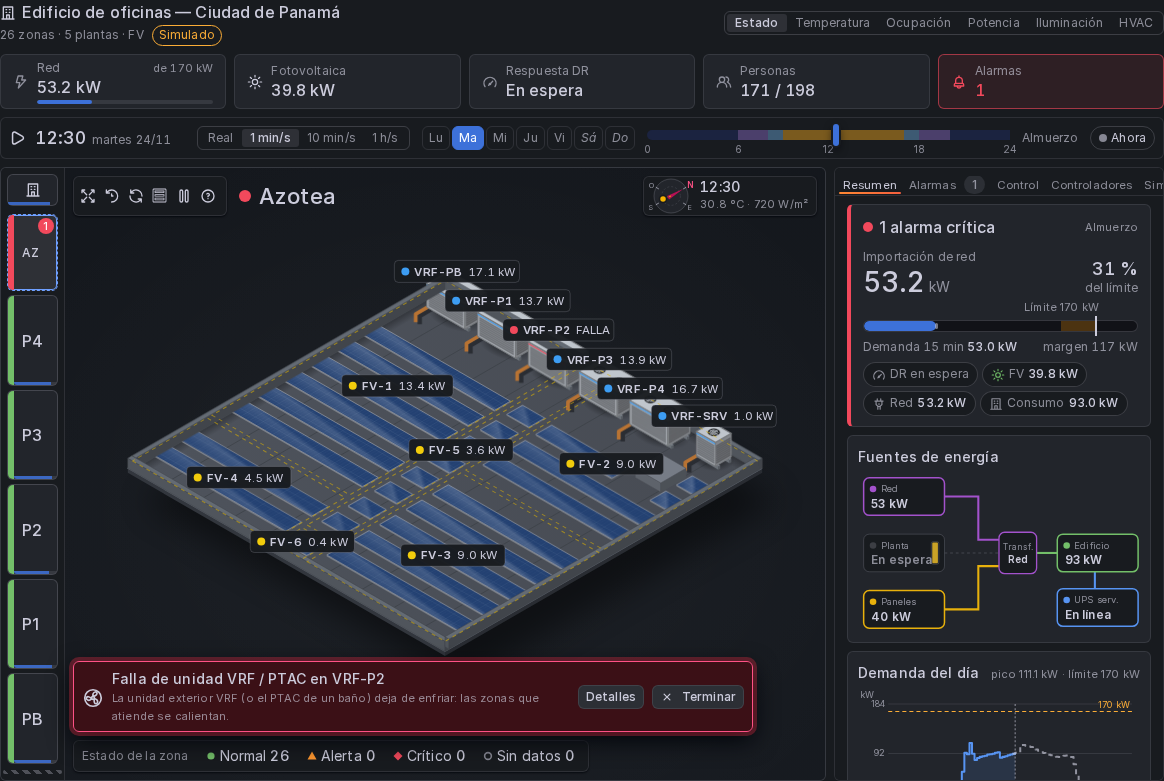 Edificio de oficinas — Ciudad de Panamá
26 zonas · 5 plantas · FV Simulado
Estado Temperatura Ocupación Potencia Iluminación HVAC
Red de 170 kW
53.2 kW
Fotovoltaica
39.8 kW
Respuesta DR
En espera
Personas
171 / 198
Alarmas
1
12:30 martes 24/11
Real 1 min/s 10 min/s 1 h/s
Lu Ma Mi Ju Vi Sá Do
0 6 12 18 24
Almuerzo
Ahora
AZ 1
P4
P3
P2
P1
PB
Azotea
O N S E
12:30
30.8 °C · 720 W/m²
VRF-PB 17.1 kW
VRF-P1 13.7 kW
VRF-P2 FALLA
VRF-P3 13.9 kW
FV-1 13.4 kW
VRF-P4 16.7 kW
VRF-SRV 1.0 kW
FV-5 3.6 kW
FV-2 9.0 kW
FV-4 4.5 kW
FV-6 0.4 kW
FV-3 9.0 kW
Falla de unidad VRF / PTAC en VRF-P2
La unidad exterior VRF (o el PTAC de un baño) deja de enfriar: las zonas que
atiende se calientan.
Detalles
× Terminar
Estado de la zona Normal 26 Alerta 0 Crítico 0 Sin datos 0
Resumen Alarmas 1 Control Controladores Sim
1 alarma crítica Almuerzo
Importación de red
53.2 kW
31 %
del límite
Límite 170 kW
Demanda 15 min 53.0 kW margen 117 kW
DR en espera FV 39.8 kW
Red 53.2 kW Consumo 93.0 kW
Fuentes de energía
Red
53 kW
Planta
En espera
Paneles
40 kW
Transf.
Red
Edificio
93 kW
UPS serv.
En línea
Demanda del día pico 111.1 kW · límite 170 kW
kW
184
170 kW
92